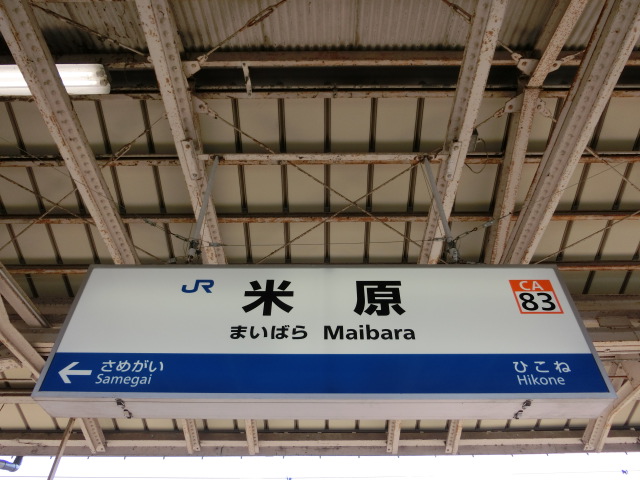 JR 米原
CA
83
まいばら Maibara
← さめがい
Samegai
ひこね
Hikone